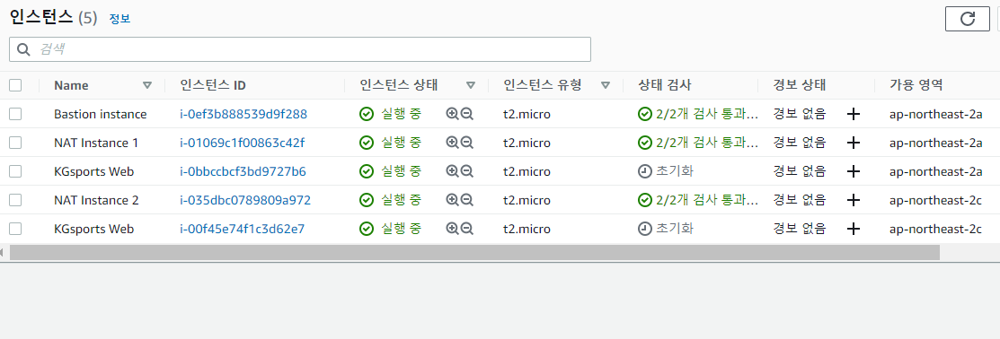 인스턴스 (5) 정보
검색
Name 인스턴스 ID 인스턴스 상태 인스턴스 유형 상태 검사 경보 상태 가용 영역
Bastion instance i-0ef3b888539d9f288 실행 중 t2.micro 2/2개 검사 통과... 경보 없음 ap-northeast-2a
NAT Instance 1 i-01069c1f00863c42f 실행 중 t2.micro 2/2개 검사 통과... 경보 없음 ap-northeast-2a
KGsports Web i-0bbccbcf3bd9727b6 실행 중 t2.micro 초기화 경보 없음 ap-northeast-2a
NAT Instance 2 i-035dbc0789809a972 실행 중 t2.micro 2/2개 검사 통과... 경보 없음 ap-northeast-2c
KGsports Web i-00f45e74f1c3d62e7 실행 중 t2.micro 초기화 경보 없음 ap-northeast-2c